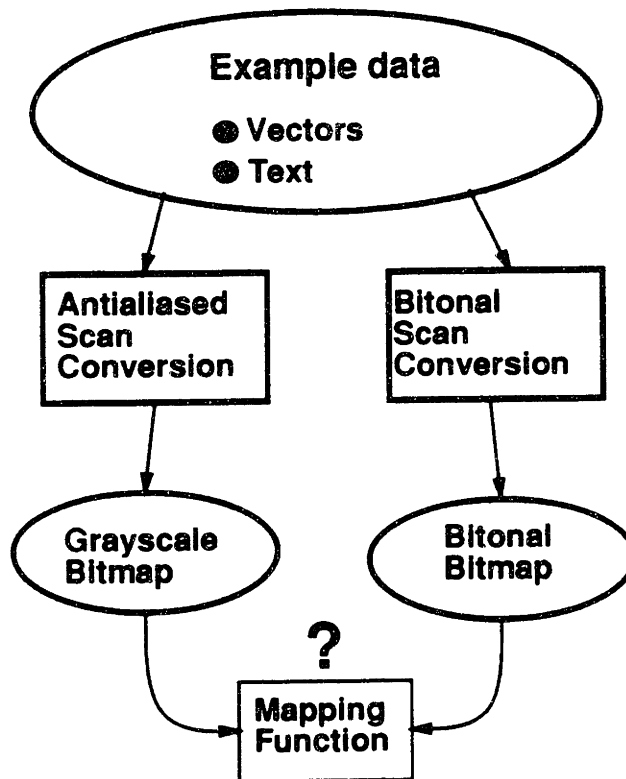 Example data
Vectors
Text
Antialiased
Scan
Conversion
Bitonal
Scan
Conversion
Grayscale
Bitmap
Bitonal
Bitmap
?
Mapping
Function